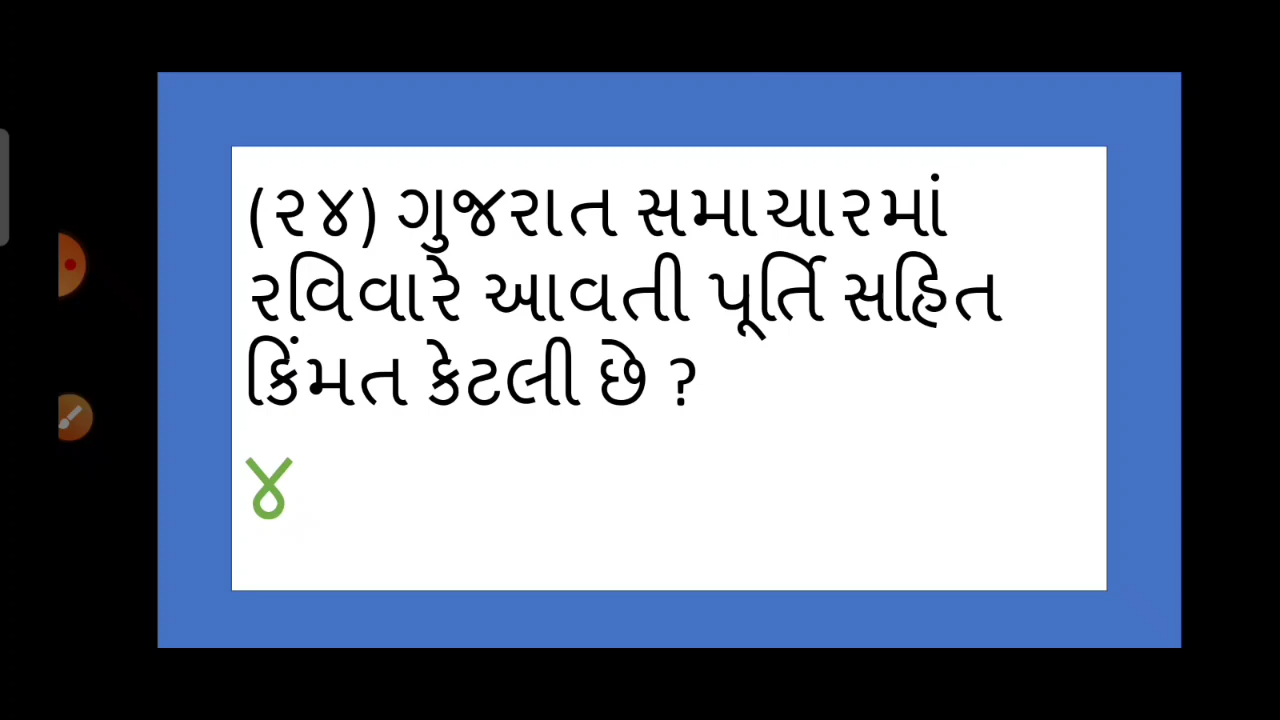 (૨૪) ગુજરાત સમાચારમાં
રવિવારે આવતી પૂર્તિ સહિત
કિંમત કેટલી છે ?
૪